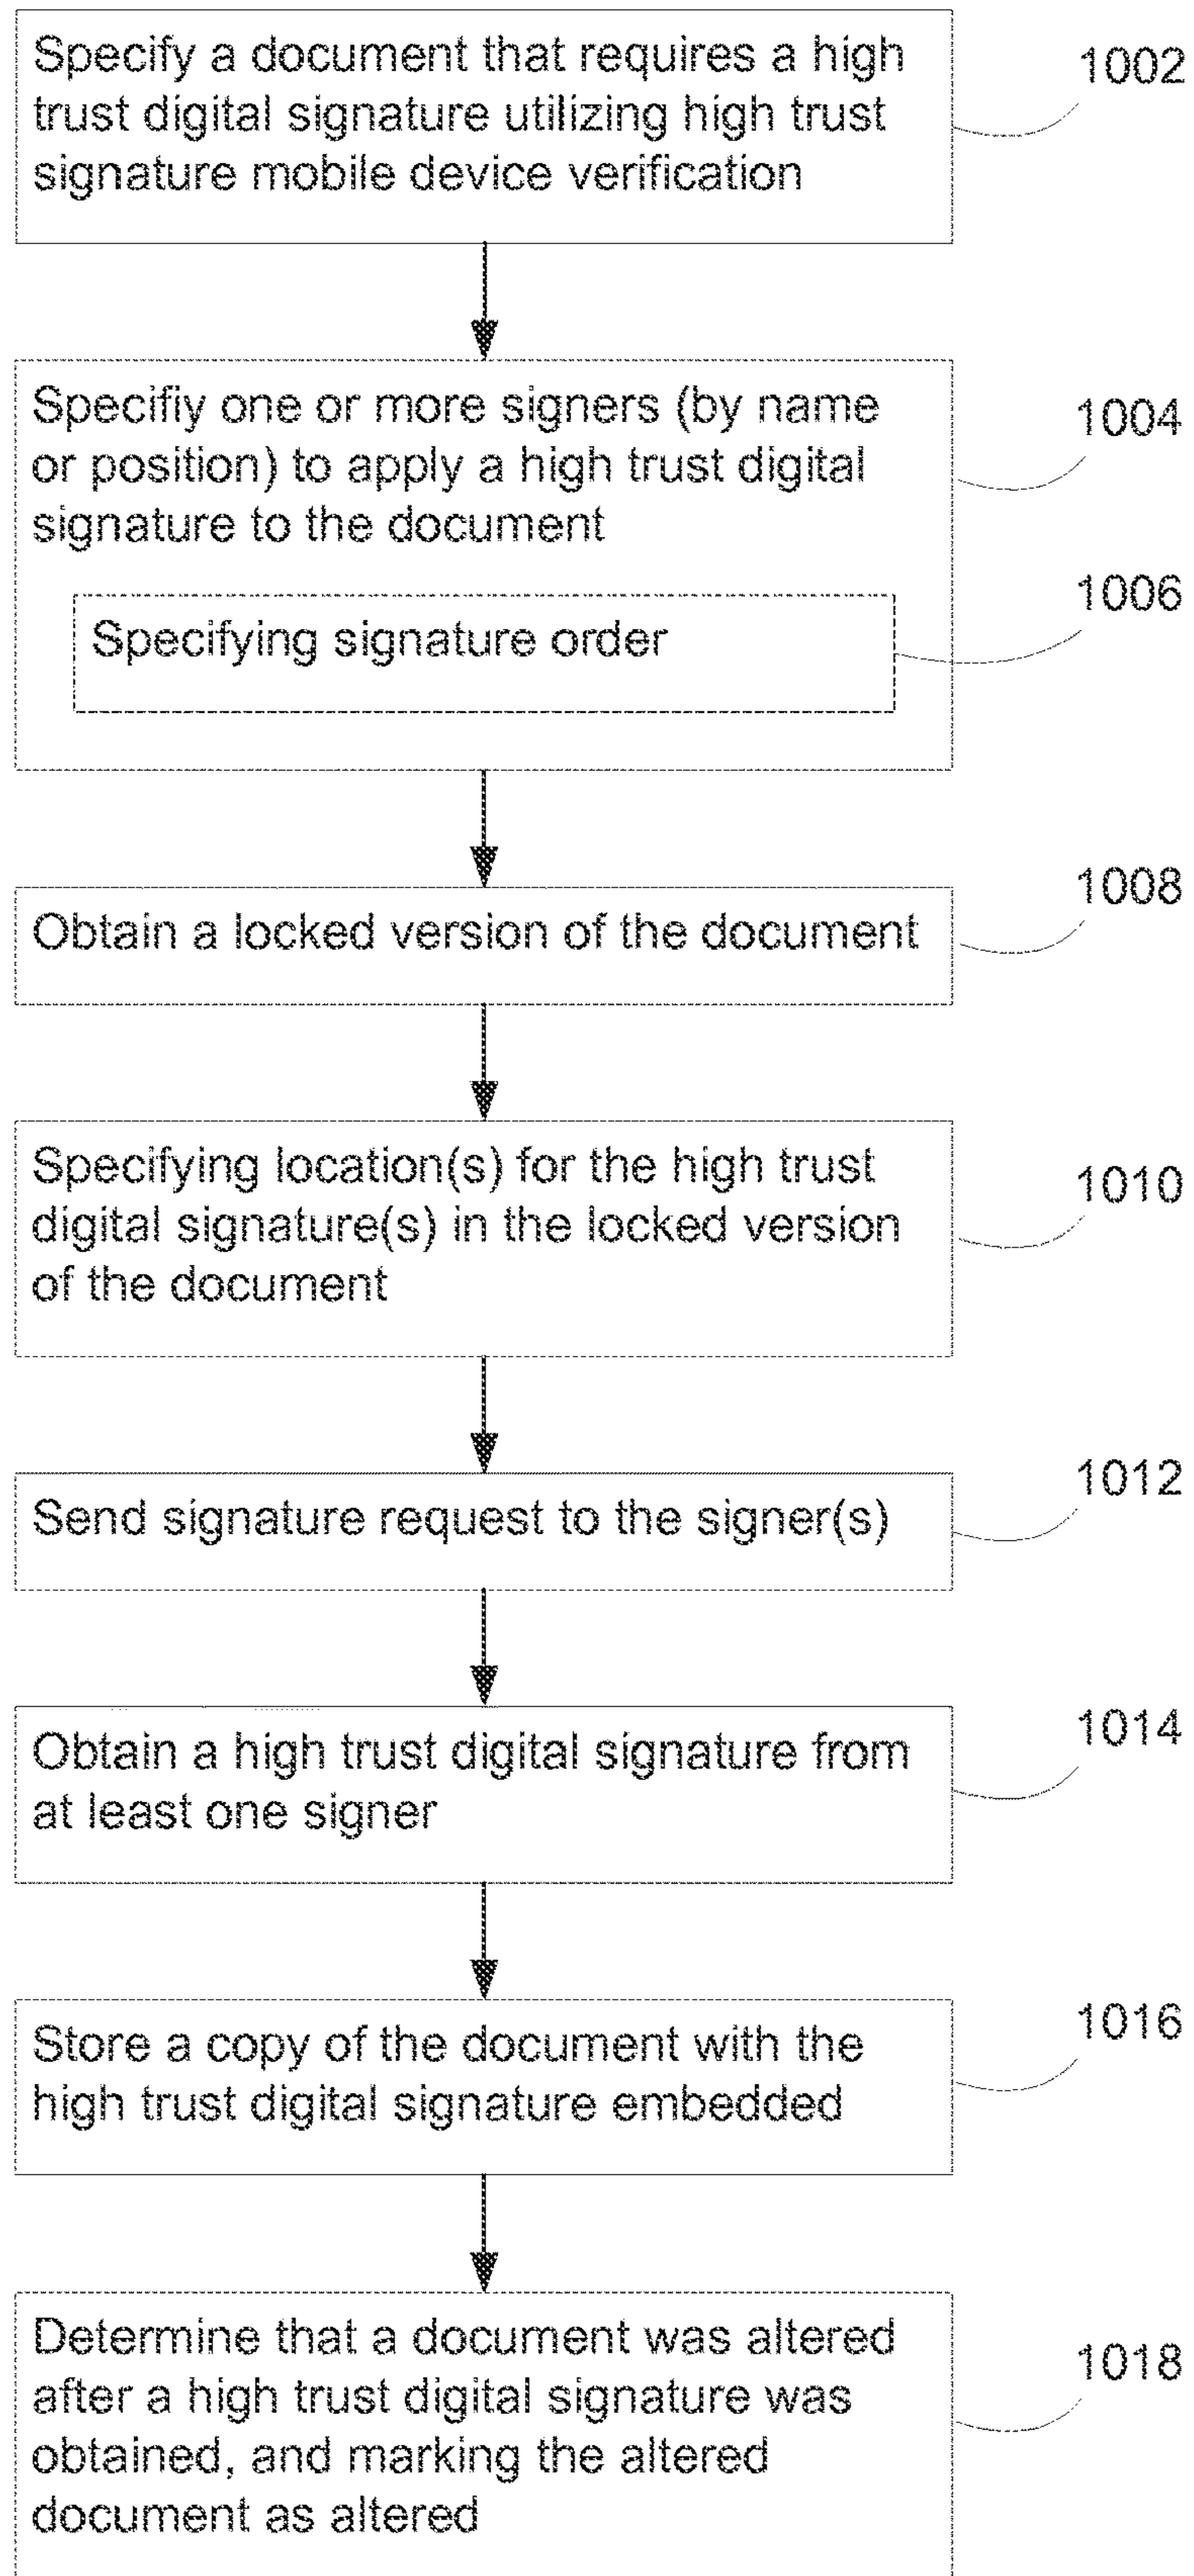 Specify a document that requires a high
1002
trust digital signature utilizing high trust
signature mobile device verification
Specifiy one or more signers (by name
1004
or position) to apply a high trust digital
signature to the document
1006
Specifying signature order
1008
Obtain a locked version of the document
Specifying location(s) for the high trust
1010
digital signature(s) in the locked version
of the document
1012
Send signature request to the signer(s)
1014
Obtain a high trust digital signature from
at least one signer
1016
Store a copy of the document with the
high trust digital signature embedded
Determine that a document was altered
1018
after a high trust digital signature was
obtained, and marking the altered
document as altered